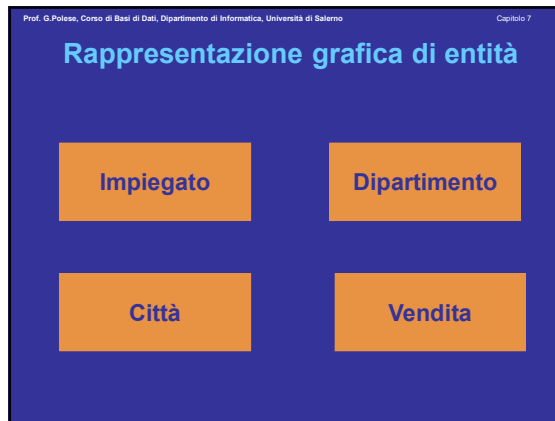 Prof. G.Polese, Corso di Basi di Dati, Dipartimento di Informatica, Università di Salerno Capitolo 7
Rappresentazione grafica di entità
Impiegato Dipartimento
Città Vendita